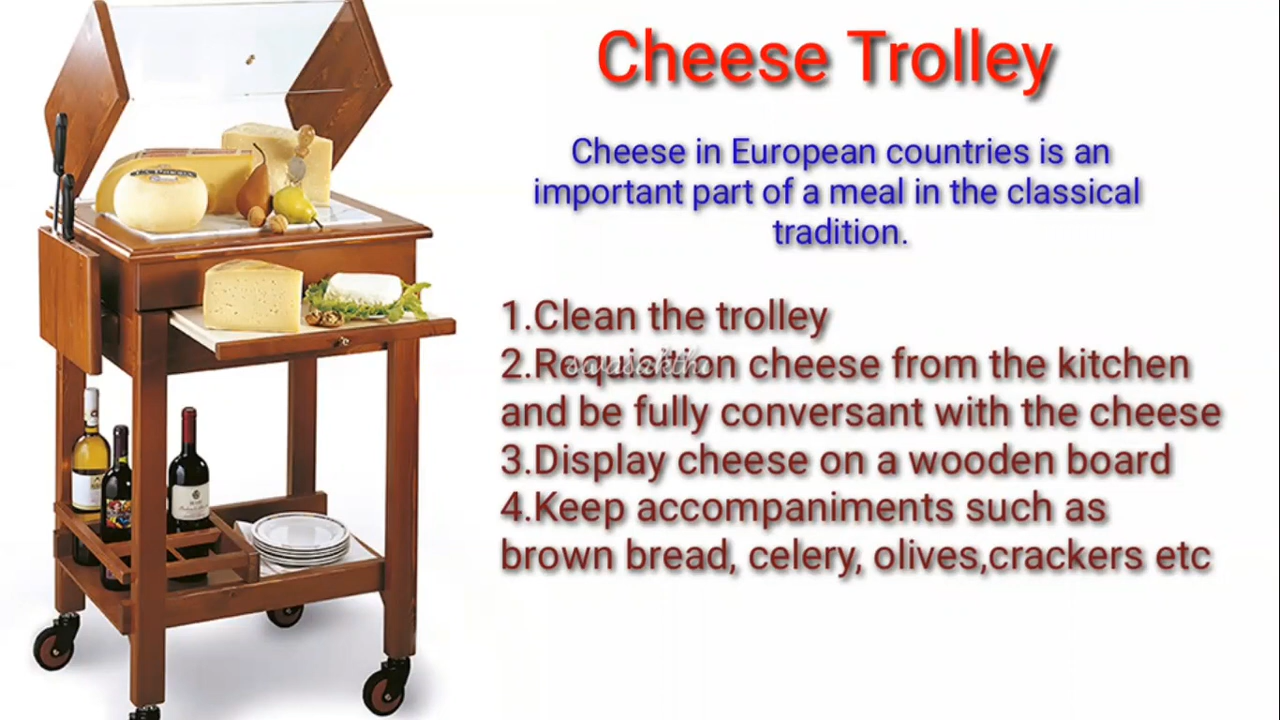 Cheese Trolley
Cheese in European countries is an
important part of a meal in the classical
tradition.
1.Clean the trolley
2.Requisition cheese from the kitchen
swasakthi
and be fully conversant with the cheese
3.Display cheese on a wooden board
4.Keep accompaniments such as
brown bread, celery, olives,crackers etc